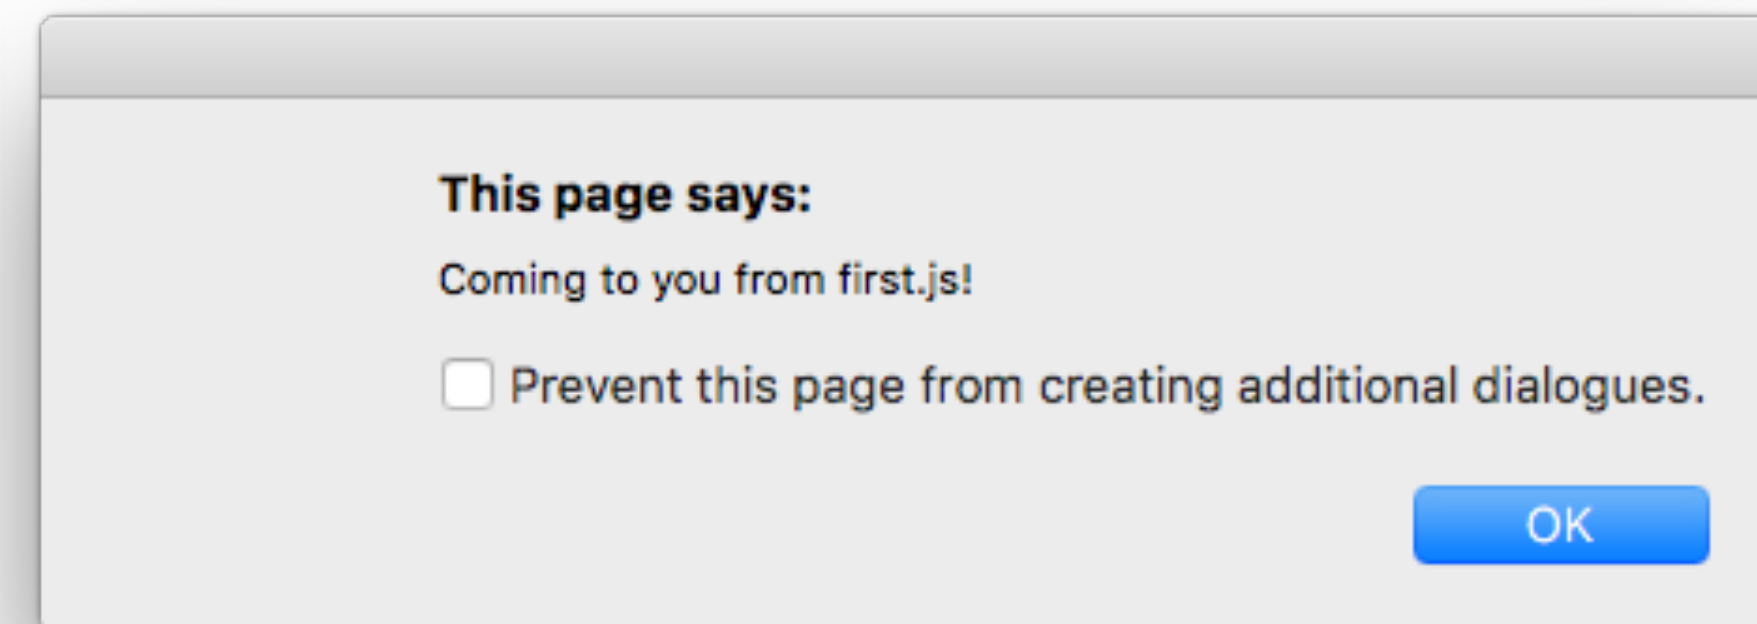 This page says:
Coming to you from first.js!
Prevent this page from creating additional dialogues.
OK